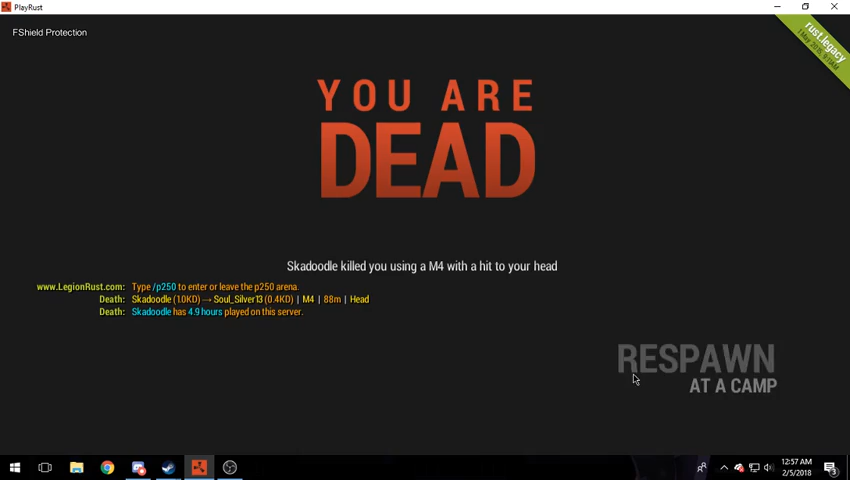 PlayRust
FShield Protection
rust.legacy
YOU ARE
DEAD
Skadoodle killed you using a M4 with a hit to your head
www.LegionRust.com: Type /p250 to enter or leave the p250 arena.
Death: Skadoodle (1.0KD) → Soul_Silver13 (0.4KD) | M4 | 88m | Head
Death: Skadoodle has 4.9 hours played on this server.
RESPAWN
AT A CAMP
12:57 AM
2/5/2018
3